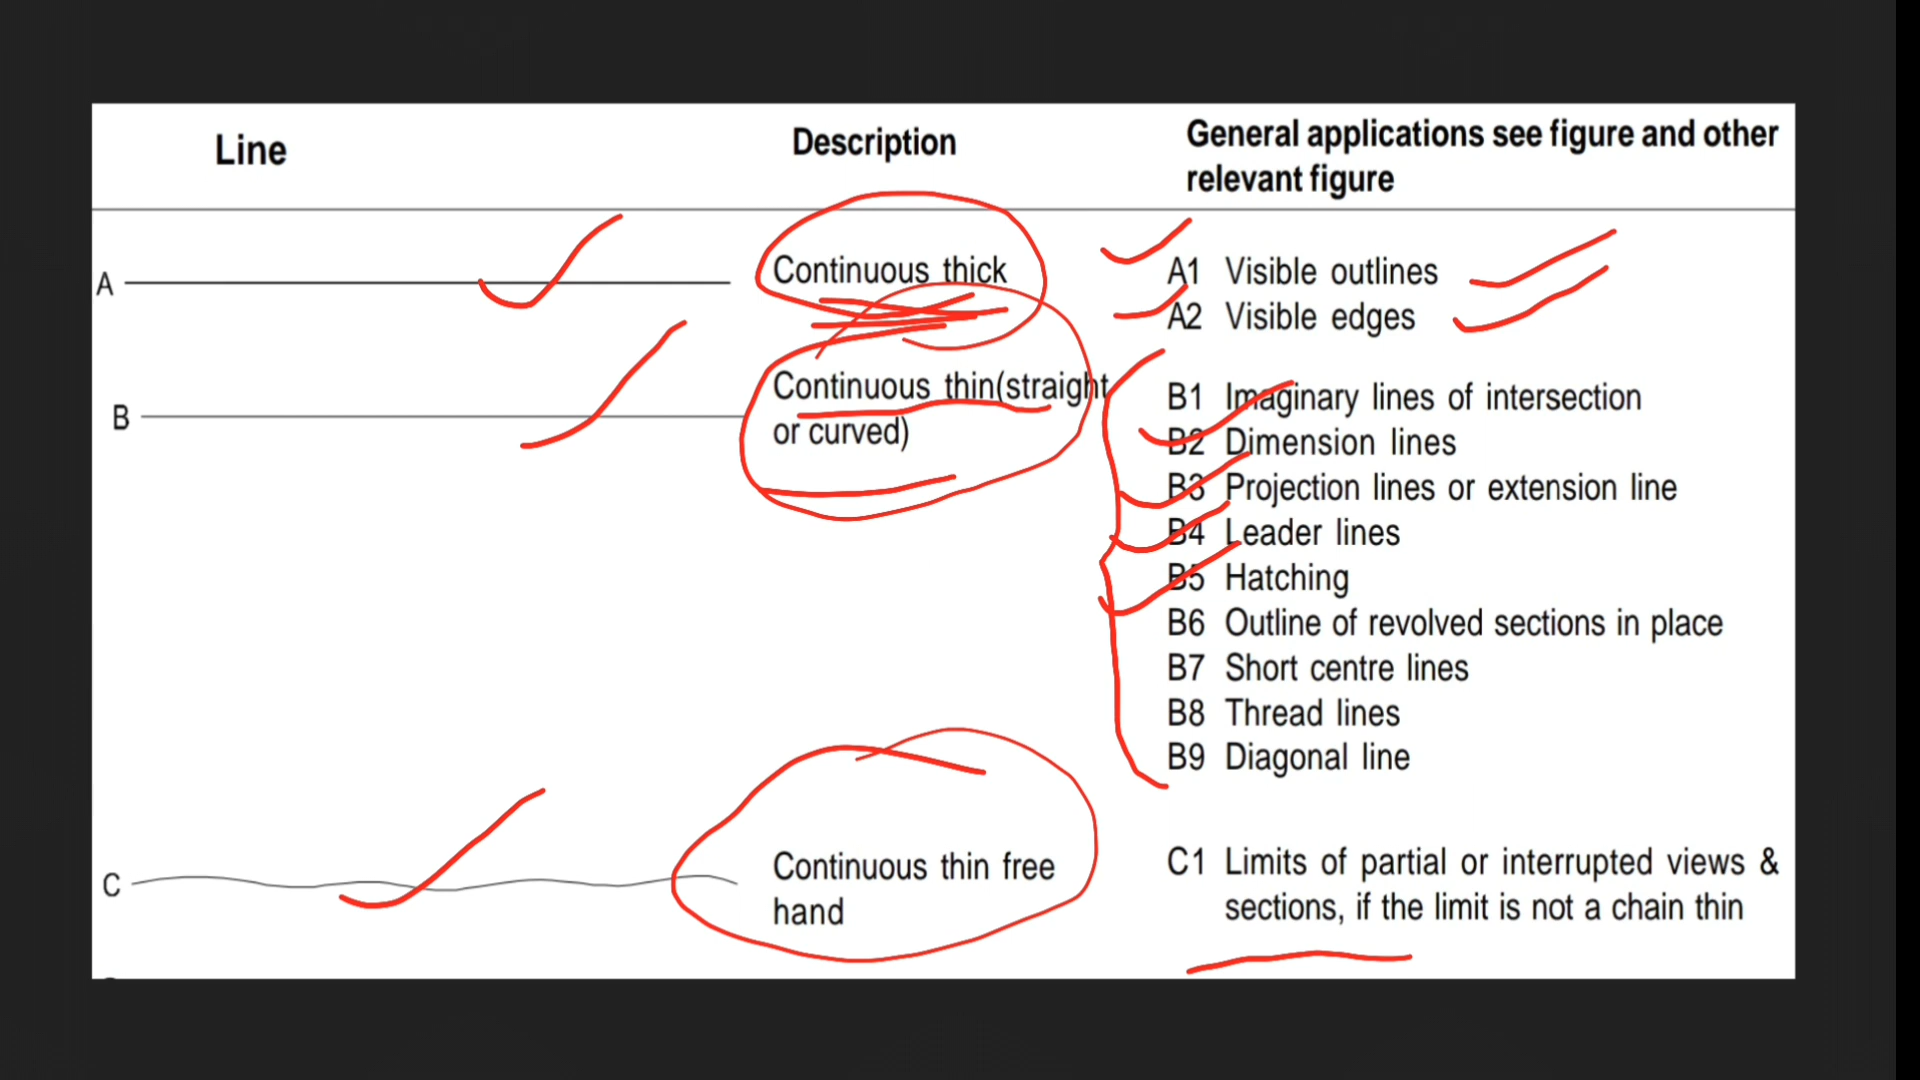 Line
Description
General applications see figure and other
relevant figure
A
Continuous thick
A1 Visible outlines
A2 Visible edges
B
Continuous thin(straight
or curved)
B1 Imaginary lines of intersection
B2 Dimension lines
B3 Projection lines or extension line
B4 Leader lines
B5 Hatching
B6 Outline of revolved sections in place
B7 Short centre lines
B8 Thread lines
B9 Diagonal line
C
Continuous thin free
hand
C1 Limits of partial or interrupted views &
sections, if the limit is not a chain thin